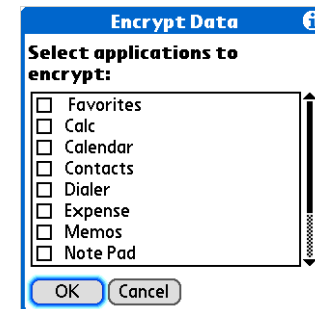 Encrypt Data
Select applications to
encrypt:
Favorites
Calc
Calendar
Contacts
Dialer
Expense
Memos
Note Pad
OK Cancel